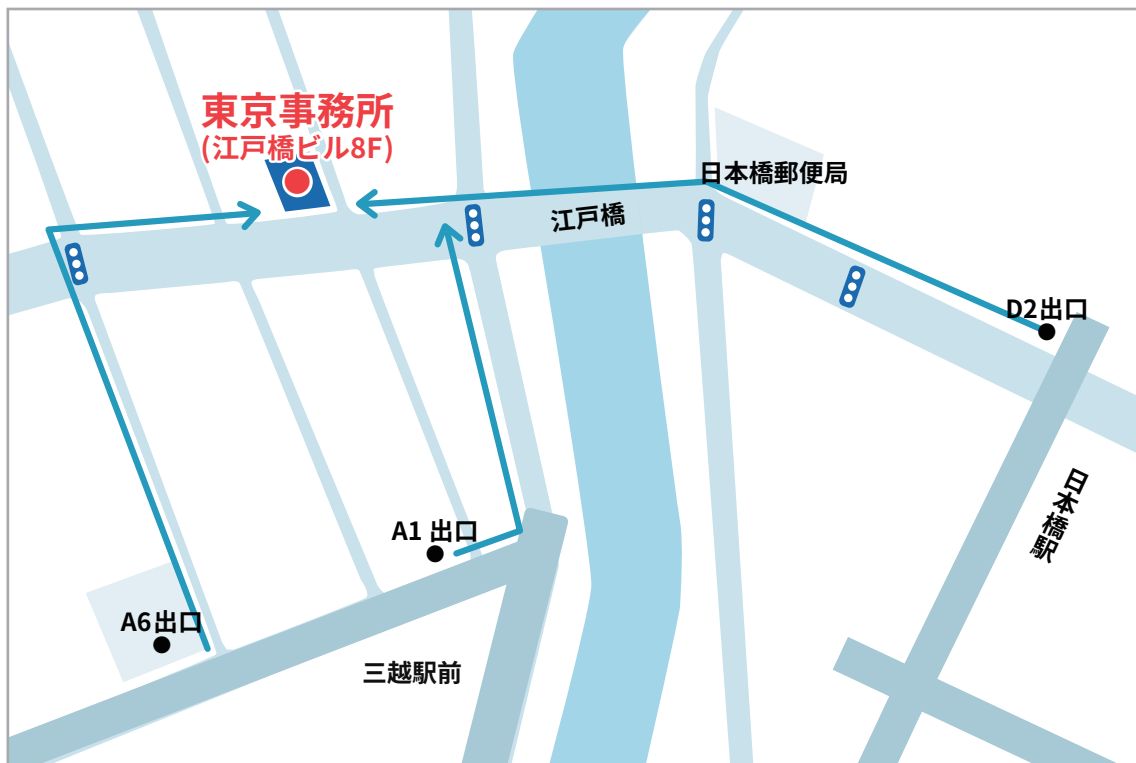 東京事務所
(江戸橋ビル8F)
日本橋郵便局
江戸橋
D2出口
日本橋駅
A1 出口
A6出口
三越駅前